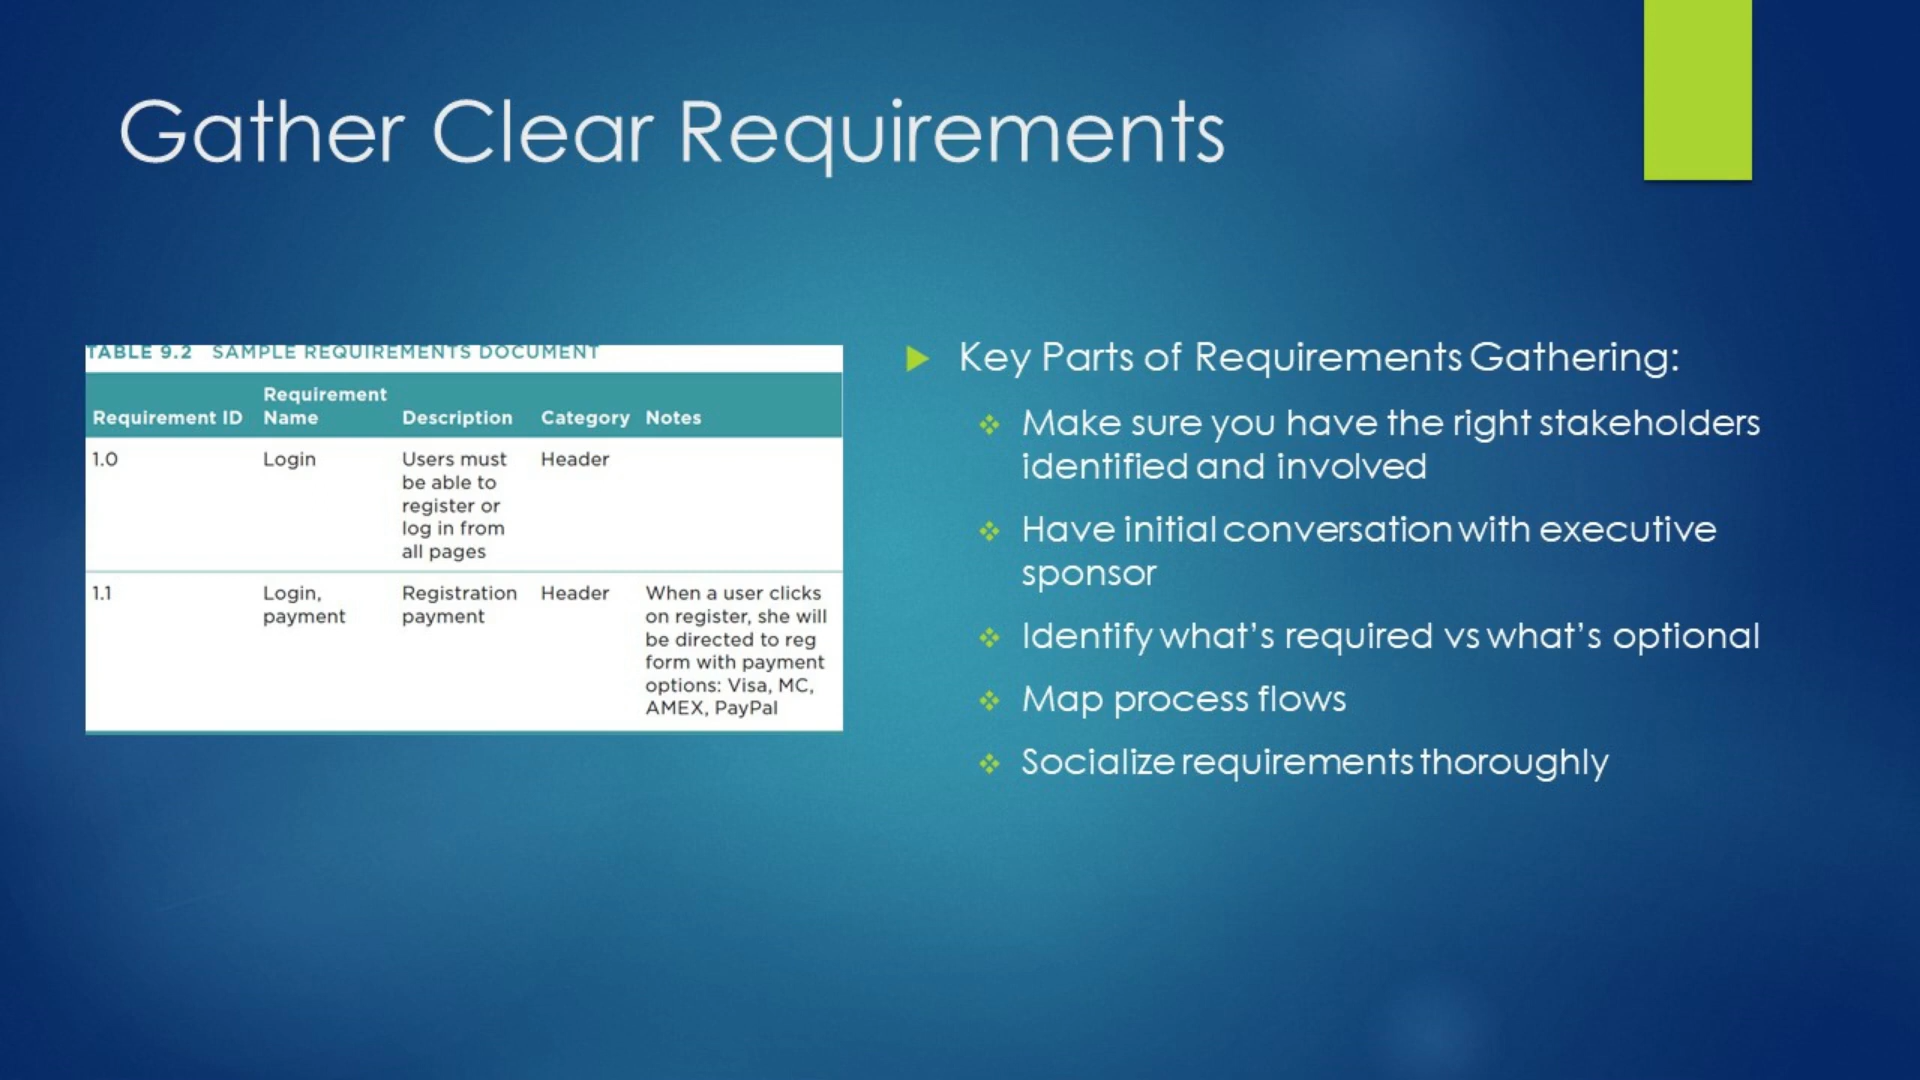 Gather Clear Requirements
TABLE 9.2 SAMPLE REQUIREMENTS DOCUMENT
Requirement ID Requirement Name Description Category Notes
1.0 Login Users must be able to register or log in from all pages Header
1.1 Login, payment Registration payment Header When a user clicks on register, she will be directed to reg form with payment options: Visa, MC, AMEX, PayPal
Key Parts of Requirements Gathering:
Make sure you have the right stakeholders
identified and involved
Have initial conversation with executive
sponsor
Identify what's required vs what's optional
Map process flows
Socialize requirements thoroughly